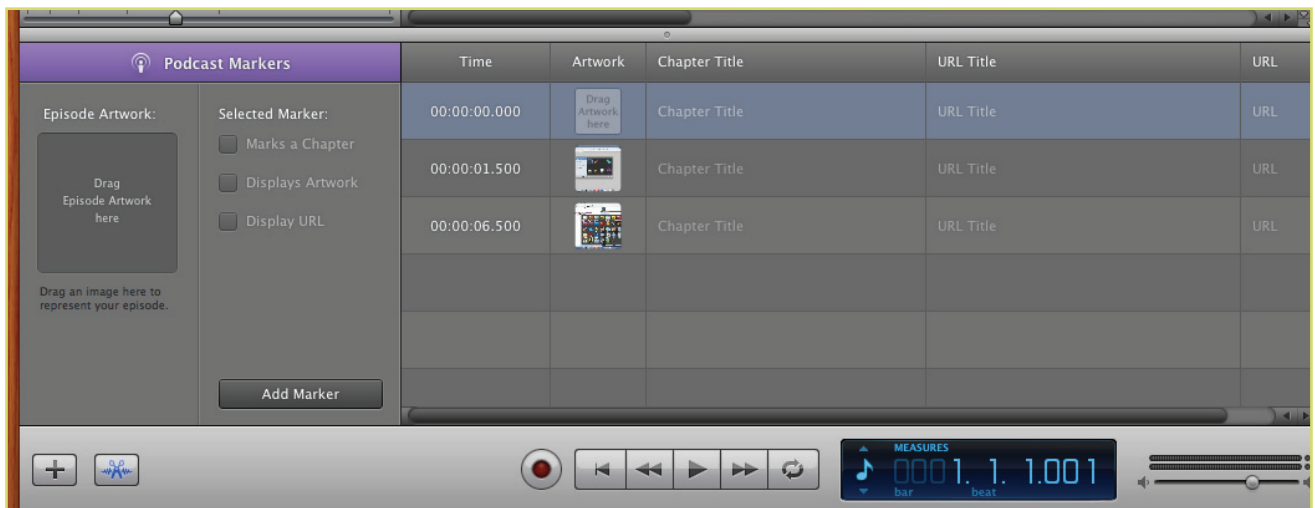 Podcast Markers
Time Artwork Chapter Title URL Title URL
Episode Artwork:
Drag
Episode Artwork
here
Drag an image here to
represent your episode.
Selected Marker:
Marks a Chapter
Displays Artwork
Display URL
Add Marker
00:00:00.000 Drag Artwork here Chapter Title URL Title URL
00:00:01.500 Chapter Title URL Title URL
00:00:06.500 Chapter Title URL Title URL
MEASURES
0001. 1. 1.001
bar beat